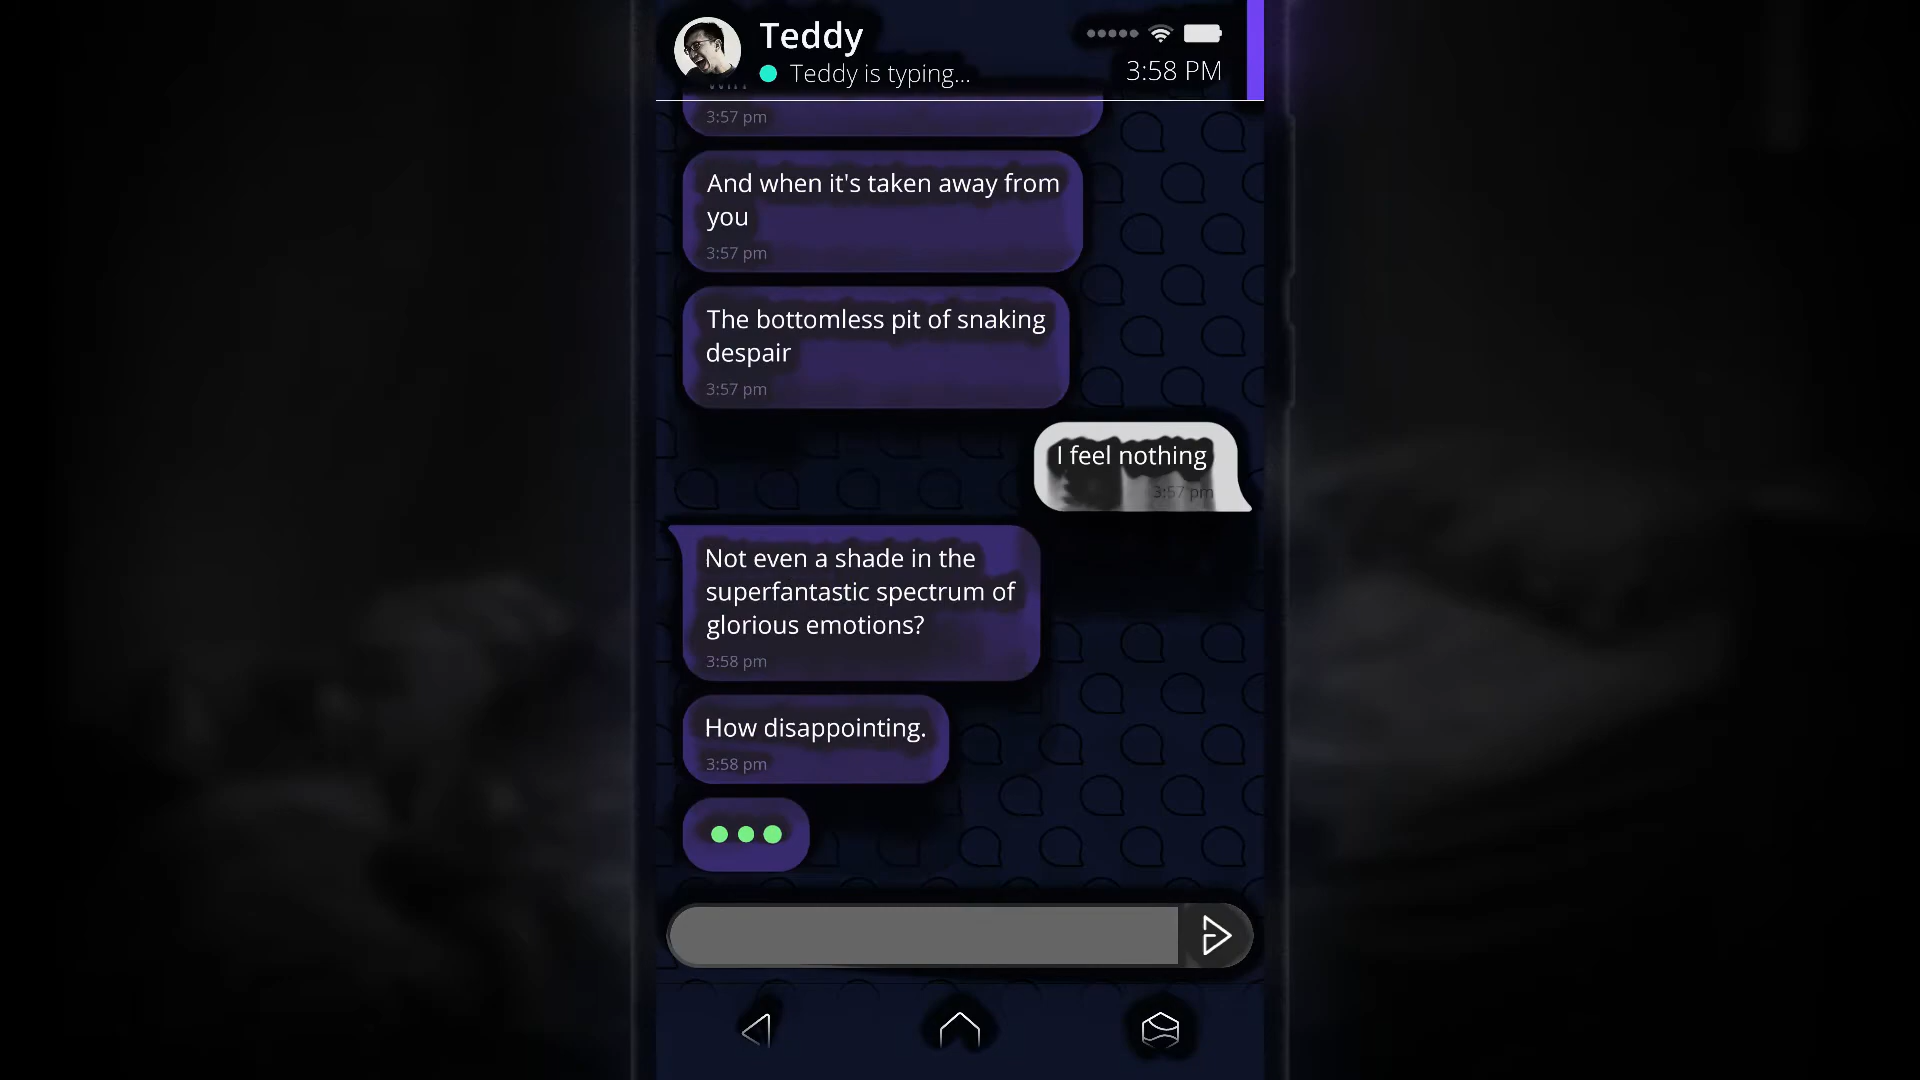 Teddy
Teddy is typing...
3:58 PM
3:57 pm
And when it's taken away from
you
3:57 pm
The bottomless pit of snaking
despair
3:57 pm
I feel nothing
3:57 pm
Not even a shade in the
superfantastic spectrum of
glorious emotions?
3:58 pm
How disappointing.
3:58 pm